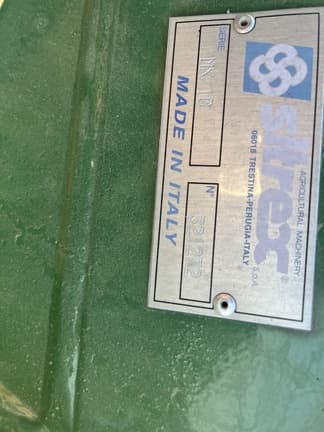 sitrex®
AGRICULTURAL MACHINERY S.p.A.
06018 TRESTINA-PERUGIA-ITALY
SERIE
N°
MADE IN ITALY